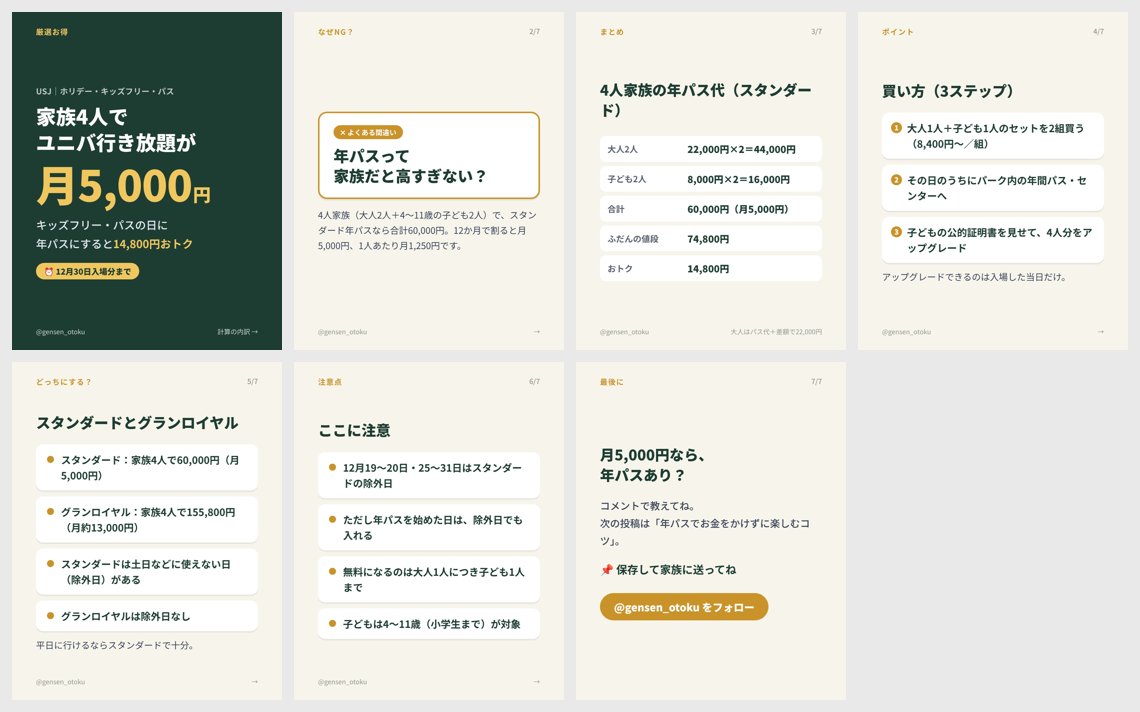 厳選お得
USJ｜ホリデー・キッズフリー・パス
家族4人で
ユニバ行き放題が
月5,000円
キッズフリー・パスの日に
年パスにすると14,800円おトク
⏰ 12月30日入場分まで
@gensen_otoku
計算の内訳 →
なぜNG？
2/7
× よくある間違い
年パスって
家族だと高すぎない？
4人家族（大人2人＋4〜11歳の子ども2人）で、スタン
ダード年パスなら合計60,000円。12か月で割ると月
5,000円、1人あたり月1,250円です。
@gensen_otoku
→
まとめ
3/7
4人家族の年パス代（スタンダー
ド）
大人2人 22,000円×2＝44,000円
子ども2人 8,000円×2＝16,000円
合計 60,000円（月5,000円）
ふだんの値段 74,800円
おトク 14,800円
@gensen_otoku
大人はパス代＋差額で22,000円
ポイント
4/7
買い方（3ステップ）
1 大人1人＋子ども1人のセットを2組買う
（8,400円〜／組）
2 その日のうちにパーク内の年間パス・セ
ンターへ
3 子どもの公的証明書を見せて、4人分をア
ップグレード
アップグレードできるのは入場した当日だけ。
@gensen_otoku
→
どっちにする？
5/7
スタンダードとグランロイヤル
スタンダード：家族4人で60,000円（月
5,000円）
グランロイヤル：家族4人で155,800円
（月約13,000円）
スタンダードは土日などに使えない日
（除外日）がある
グランロイヤルは除外日なし
平日に行けるならスタンダードで十分。
@gensen_otoku
→
注意点
6/7
ここに注意
12月19〜20日・25〜31日はスタンダー
ドの除外日
ただし年パスを始めた日は、除外日でも
入れる
無料になるのは大人1人につき子ども1人
まで
子どもは4〜11歳（小学生まで）が対象
@gensen_otoku
→
最後に
7/7
月5,000円なら、
年パスあり？
コメントで教えてね。
次の投稿は「年パスでお金をかけずに楽しむコ
ツ」。
📌 保存して家族に送ってね
@gensen_otoku をフォロー